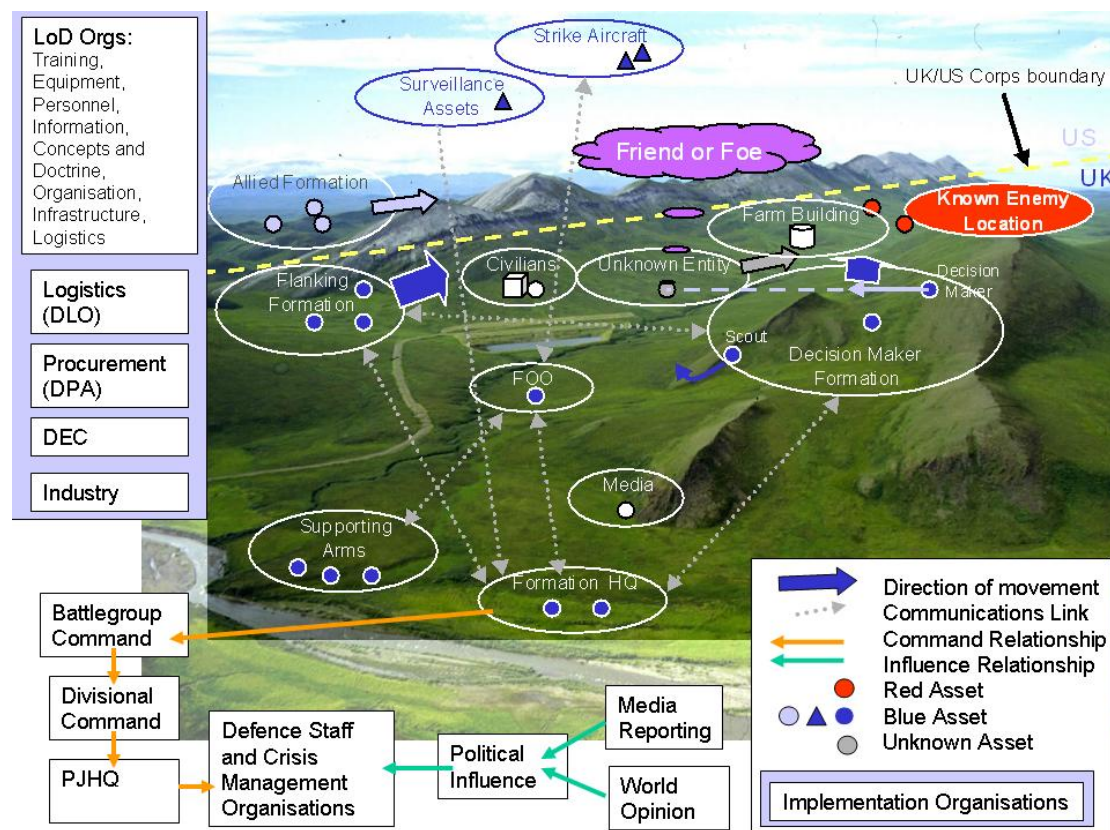 LoD Orgs:
Training,
Equipment,
Personnel,
Information,
Concepts and
Doctrine,
Organisation,
Infrastructure,
Logistics
Logistics
(DLO)
Procurement
(DPA)
DEC
Industry
Strike Aircraft
Surveillance
Assets
UK/US Corps boundary
US
UK
Friend or Foe
Allied Formation
Known Enemy
Location
Farm Building
Flanking
Formation
Civilians
Unknown Entity
Decision
Maker
Scout
Decision Maker
Formation
FOO
Media
Supporting
Arms
Formation HQ
Battlegroup
Command
Divisional
Command
PJHQ
Defence Staff
and Crisis
Management
Organisations
Political
Influence
Media
Reporting
World
Opinion
Direction of movement
Communications Link
Command Relationship
Influence Relationship
Red Asset
Blue Asset
Unknown Asset
Implementation Organisations